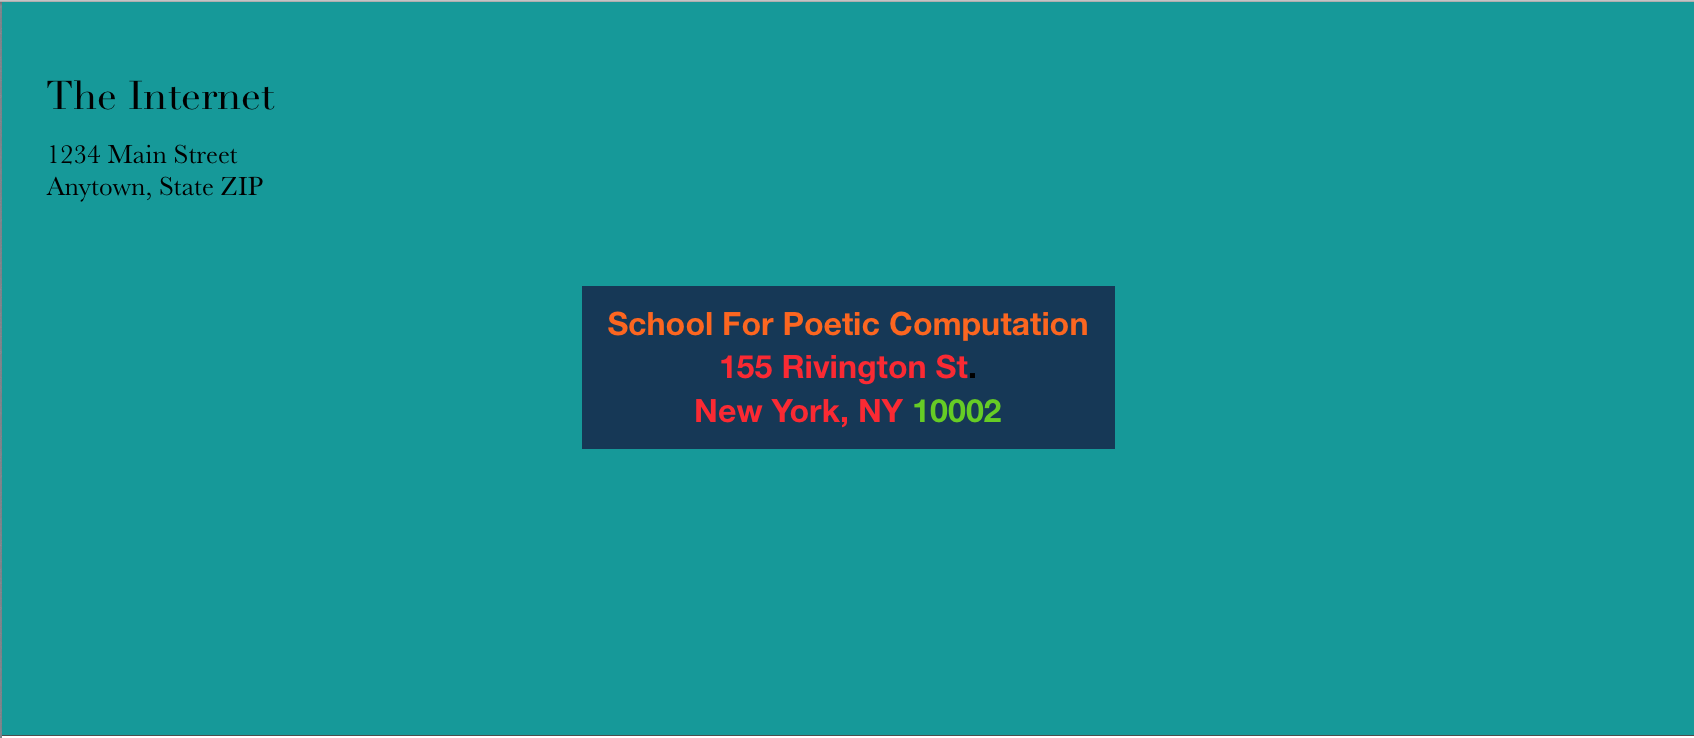 The Internet
1234 Main Street
Anytown, State ZIP
School For Poetic Computation
155 Rivington St.
New York, NY 10002